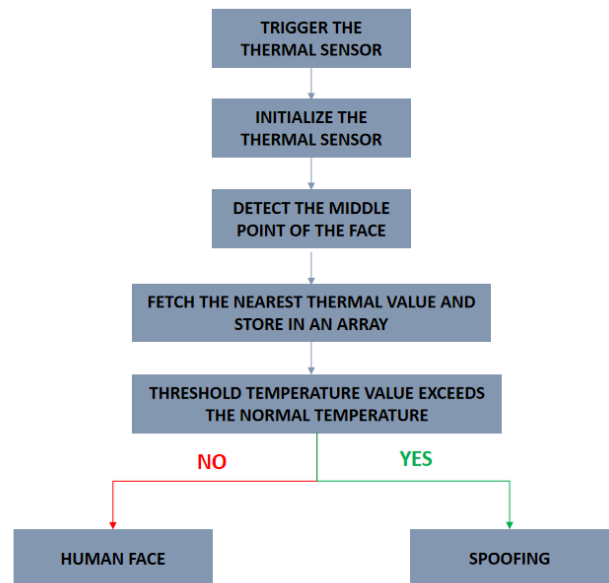 TRIGGER THE
THERMAL SENSOR
INITIALIZE THE
THERMAL SENSOR
DETECT THE MIDDLE
POINT OF THE FACE
FETCH THE NEAREST THERMAL VALUE AND
STORE IN AN ARRAY
THRESHOLD TEMPERATURE VALUE EXCEEDS
THE NORMAL TEMPERATURE
NO
YES
HUMAN FACE
SPOOFING